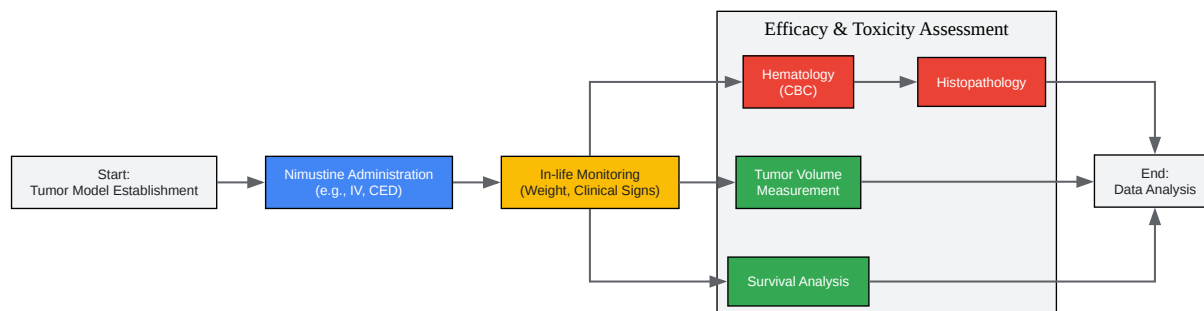 Efficacy & Toxicity Assessment
Hematology
(CBC)
Histopathology
Start:
Tumor Model Establishment
Nimustine Administration
(e.g., IV, CED)
In-life Monitoring
(Weight, Clinical Signs)
Tumor Volume
Measurement
End:
Data Analysis
Survival Analysis